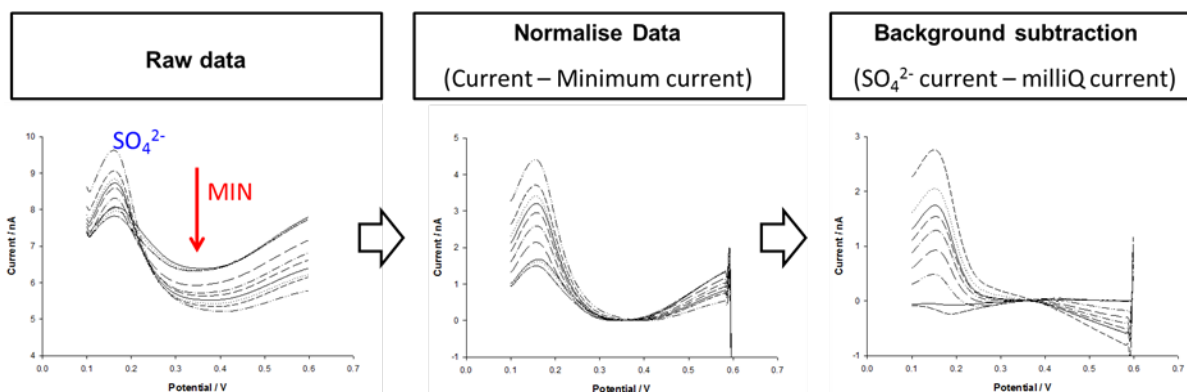 Raw data
Normalise Data
(Current – Minimum current)
Background subtraction
(SO₄²⁻ current – milliQ current)
SO₄²⁻
MIN
Current / nA
10
9
8
7
6
5
4
0.0 0.1 0.2 0.3 0.4 0.5 0.6 0.7
Potential / V
Current / nA
5
4
3
2
1
0
-1
0.0 0.1 0.2 0.3 0.4 0.5 0.6 0.7
Potential / V
Current / nA
3
2
1
0
-1
0.0 0.1 0.2 0.3 0.4 0.5 0.6 0.7
Potential / V